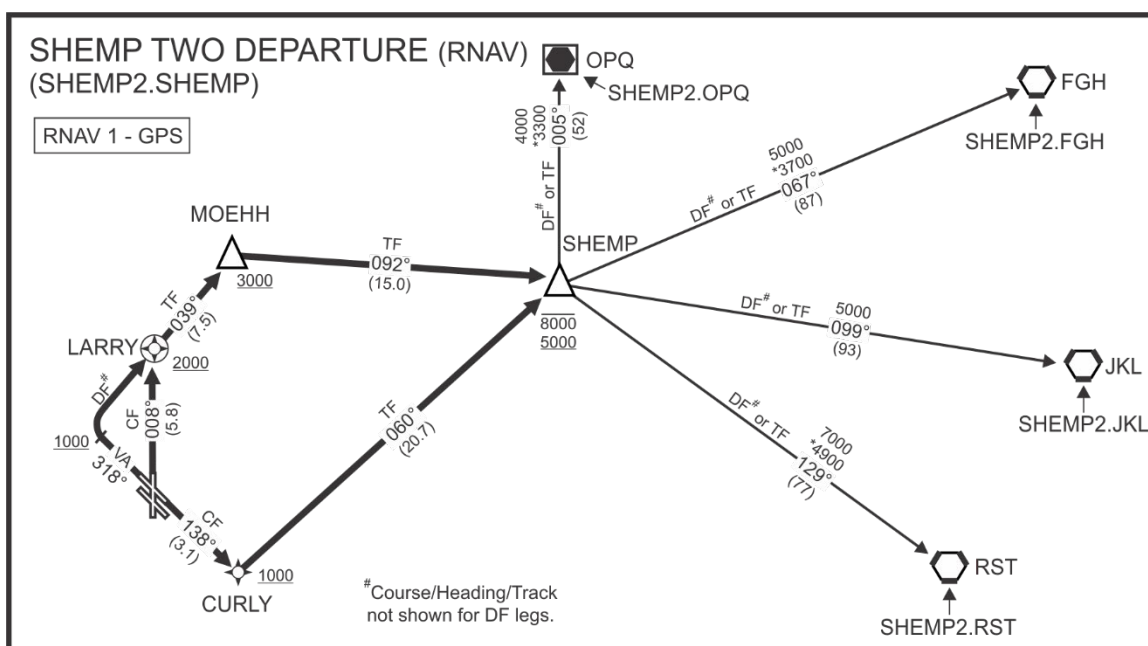 SHEMP TWO DEPARTURE (RNAV)
(SHEMP2.SHEMP)
RNAV 1 - GPS
OPQ
SHEMP2.OPQ
4000
*3300
005°
(52)
DF# or TF
FGH
SHEMP2.FGH
5000
*3700
067°
(87)
DF# or TF
MOEHH
3000
TF
092°
(15.0)
SHEMP
8000
5000
TF
039°
(7.5)
LARRY
2000
DF#
CF
008°
(5.8)
1000
VA
318°
CF
138°
(3.1)
TF
060°
(20.7)
CURLY
1000
DF# or TF
5000
099°
(93)
JKL
SHEMP2.JKL
DF# or TF
7000
*4900
129°
(77)
RST
SHEMP2.RST
#Course/Heading/Track
not shown for DF legs.